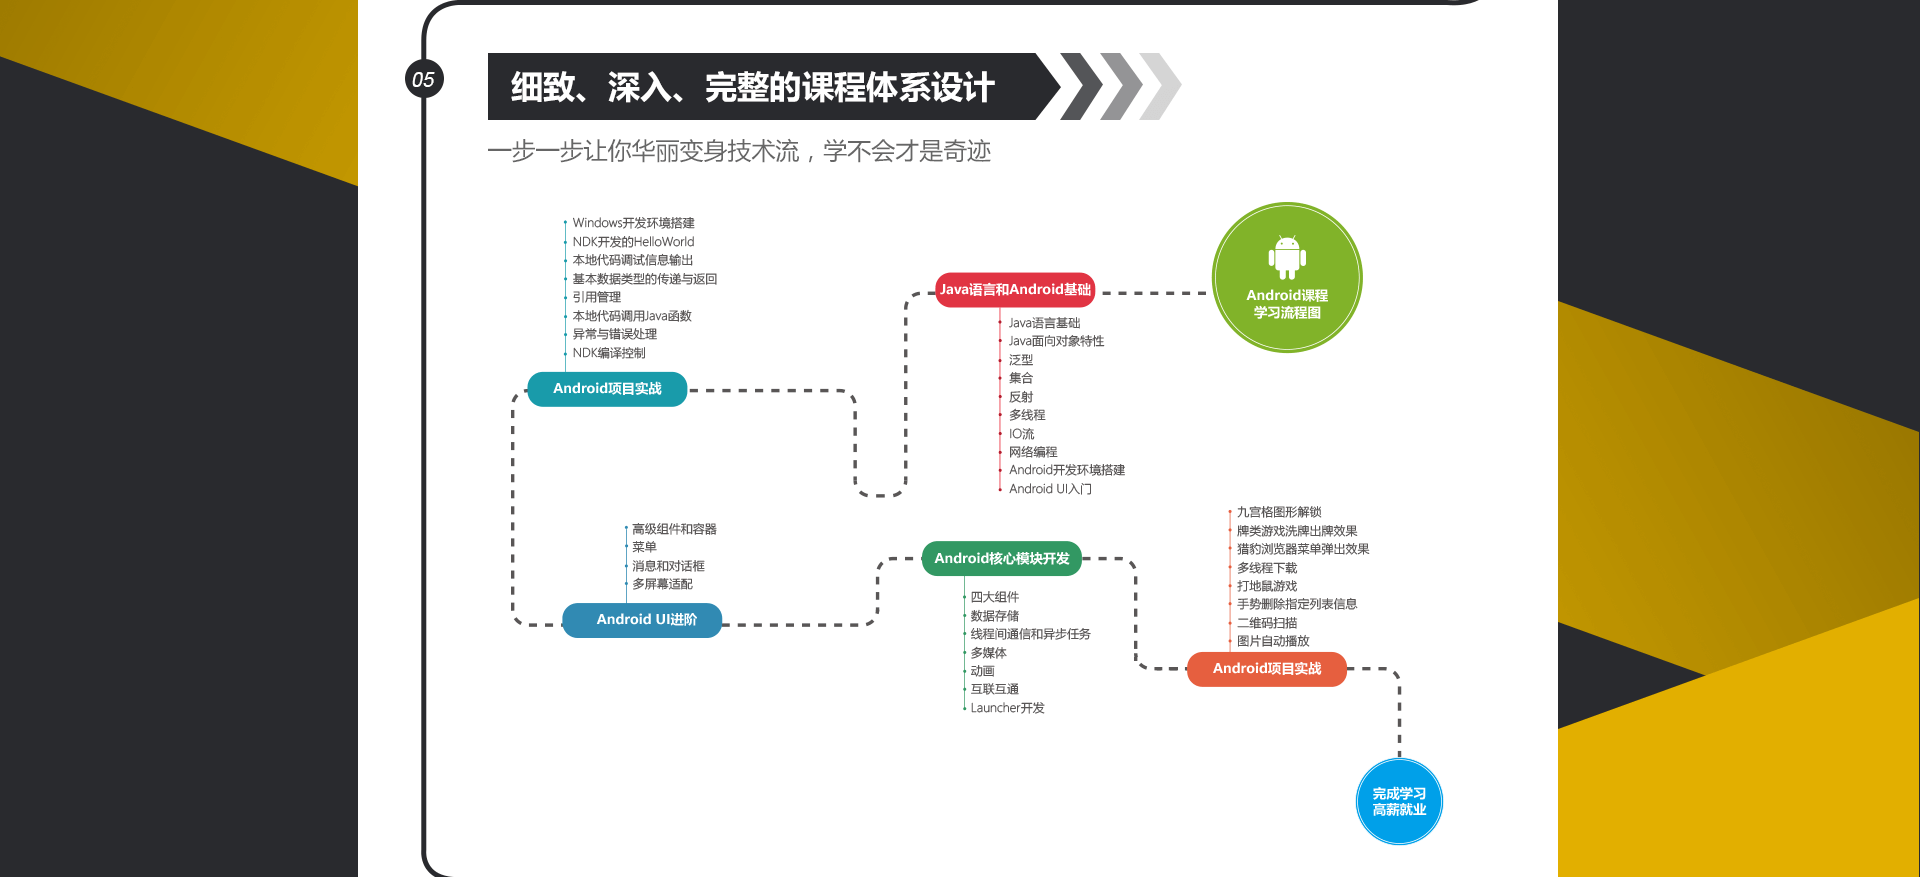 05
细致、深入、完整的课程体系设计
一步一步让你华丽变身技术流，学不会才是奇迹
Android课程
学习流程图
Java语言和Android基础
Java语言基础
Java面向对象特性
泛型
集合
反射
多线程
IO流
网络编程
Android开发环境搭建
Android UI入门
Windows开发环境搭建
NDK开发的HelloWorld
本地代码调试信息输出
基本数据类型的传递与返回
引用管理
本地代码调用Java函数
异常与错误处理
NDK编译控制
Android项目实战
高级组件和容器
菜单
消息和对话框
多屏幕适配
Android UI进阶
Android核心模块开发
四大组件
数据存储
线程间通信和异步任务
多媒体
动画
互联互通
Launcher开发
九宫格图形解锁
牌类游戏洗牌出牌效果
猎豹浏览器菜单弹出效果
多线程下载
打地鼠游戏
手势删除指定列表信息
二维码扫描
图片自动播放
Android项目实战
完成学习
高薪就业